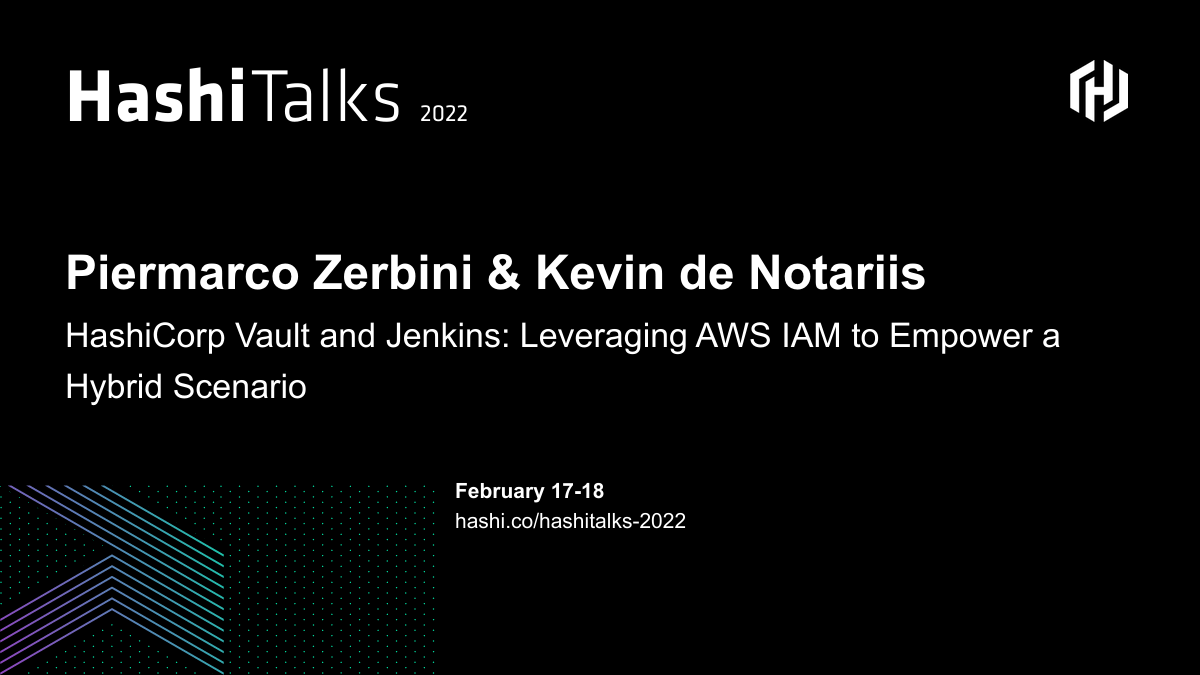 HashiTalks 2022
Piermarco Zerbini & Kevin de Notariis
HashiCorp Vault and Jenkins: Leveraging AWS IAM to Empower a
Hybrid Scenario
February 17-18
hashi.co/hashitalks-2022